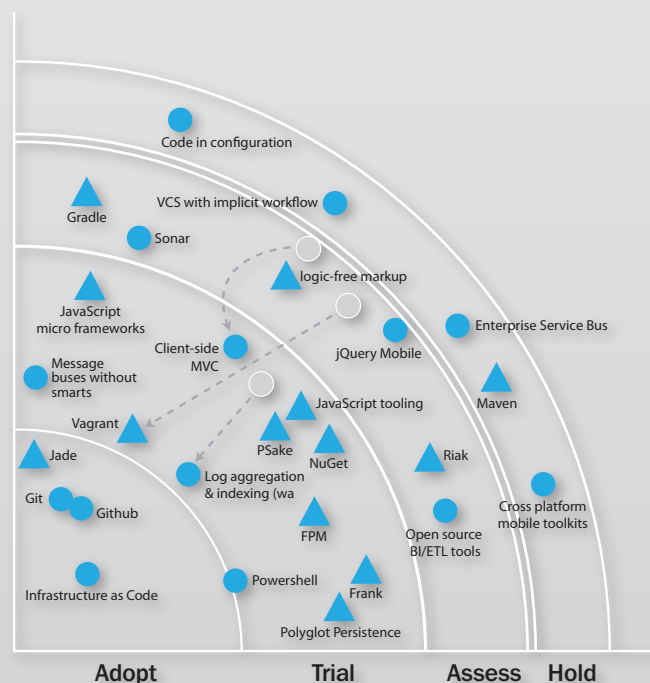 Code in configuration
VCS with implicit workflow
Gradle
Sonar
logic-free markup
JavaScript
micro frameworks
Enterprise Service Bus
Client-side
MVC
jQuery Mobile
Message
buses without
smarts
Maven
JavaScript tooling
Vagrant
PSake
NuGet
Jade
Riak
Log aggregation
& indexing (wa
Git
Github
Cross platform
mobile toolkits
FPM
Open source
BI/ETL tools
Infrastructure as Code
Powershell
Frank
Polyglot Persistence
Adopt
Trial
Assess
Hold